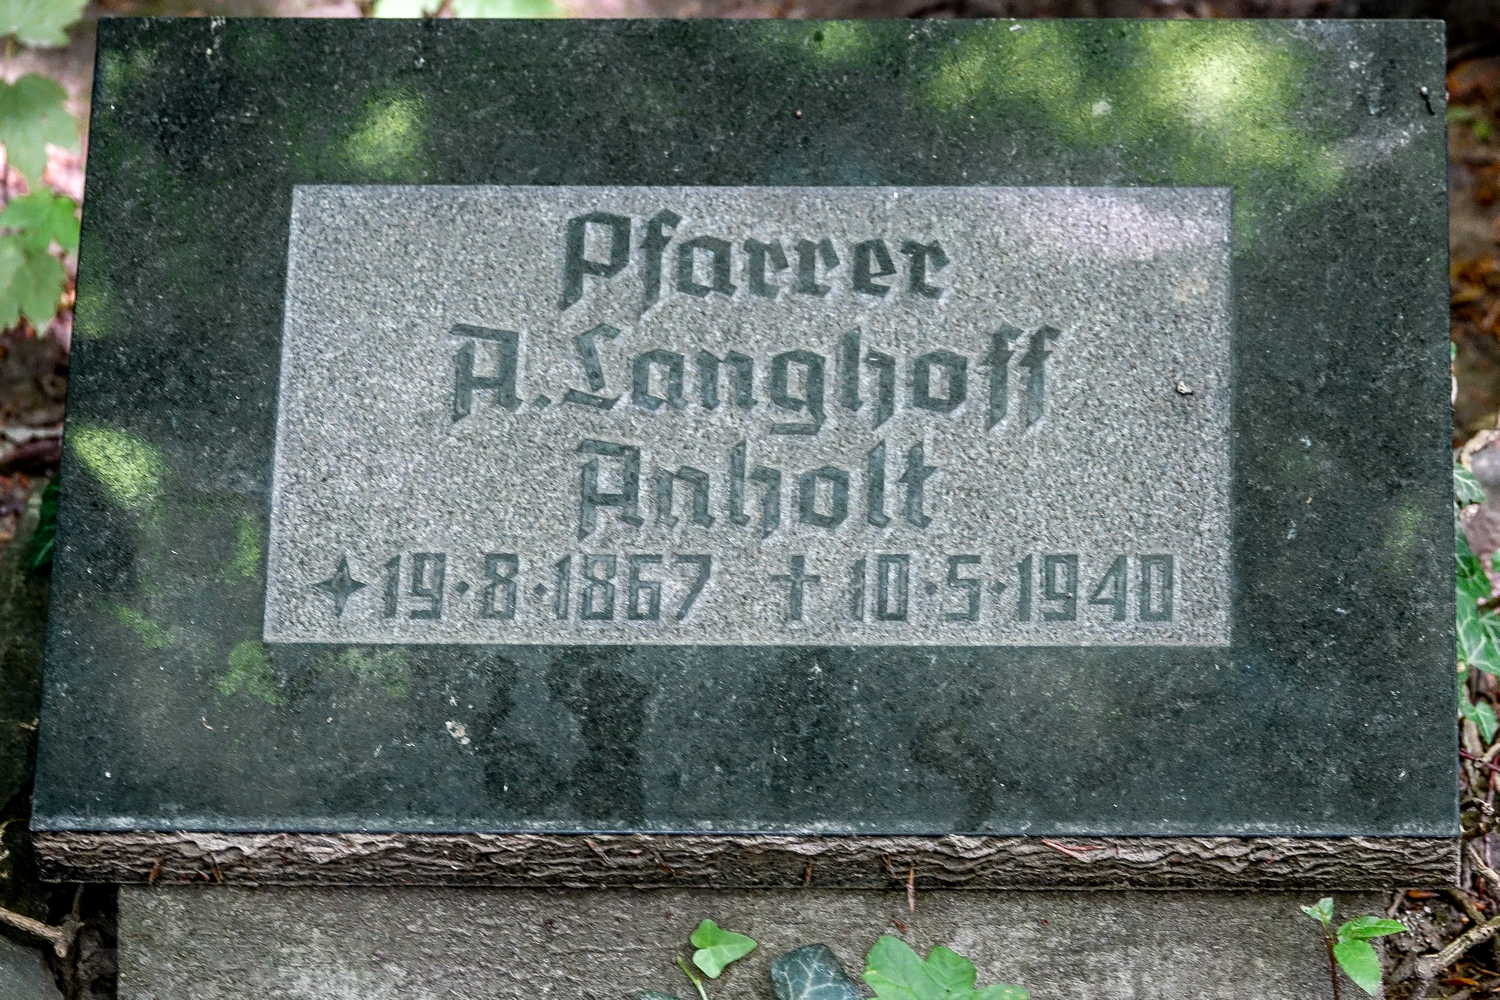 Pfarrer
A. Langhoff
Anholt
✦ 19·8·1867 † 10·5·1940